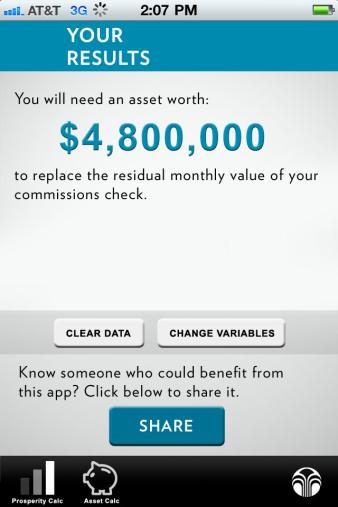 AT&T 3G 2:07 PM
YOUR
RESULTS
You will need an asset worth:
$4,800,000
to replace the residual monthly value of your
commissions check.
CLEAR DATA CHANGE VARIABLES
Know someone who could benefit from
this app? Click below to share it.
SHARE
Prosperity Calc Asset Calc